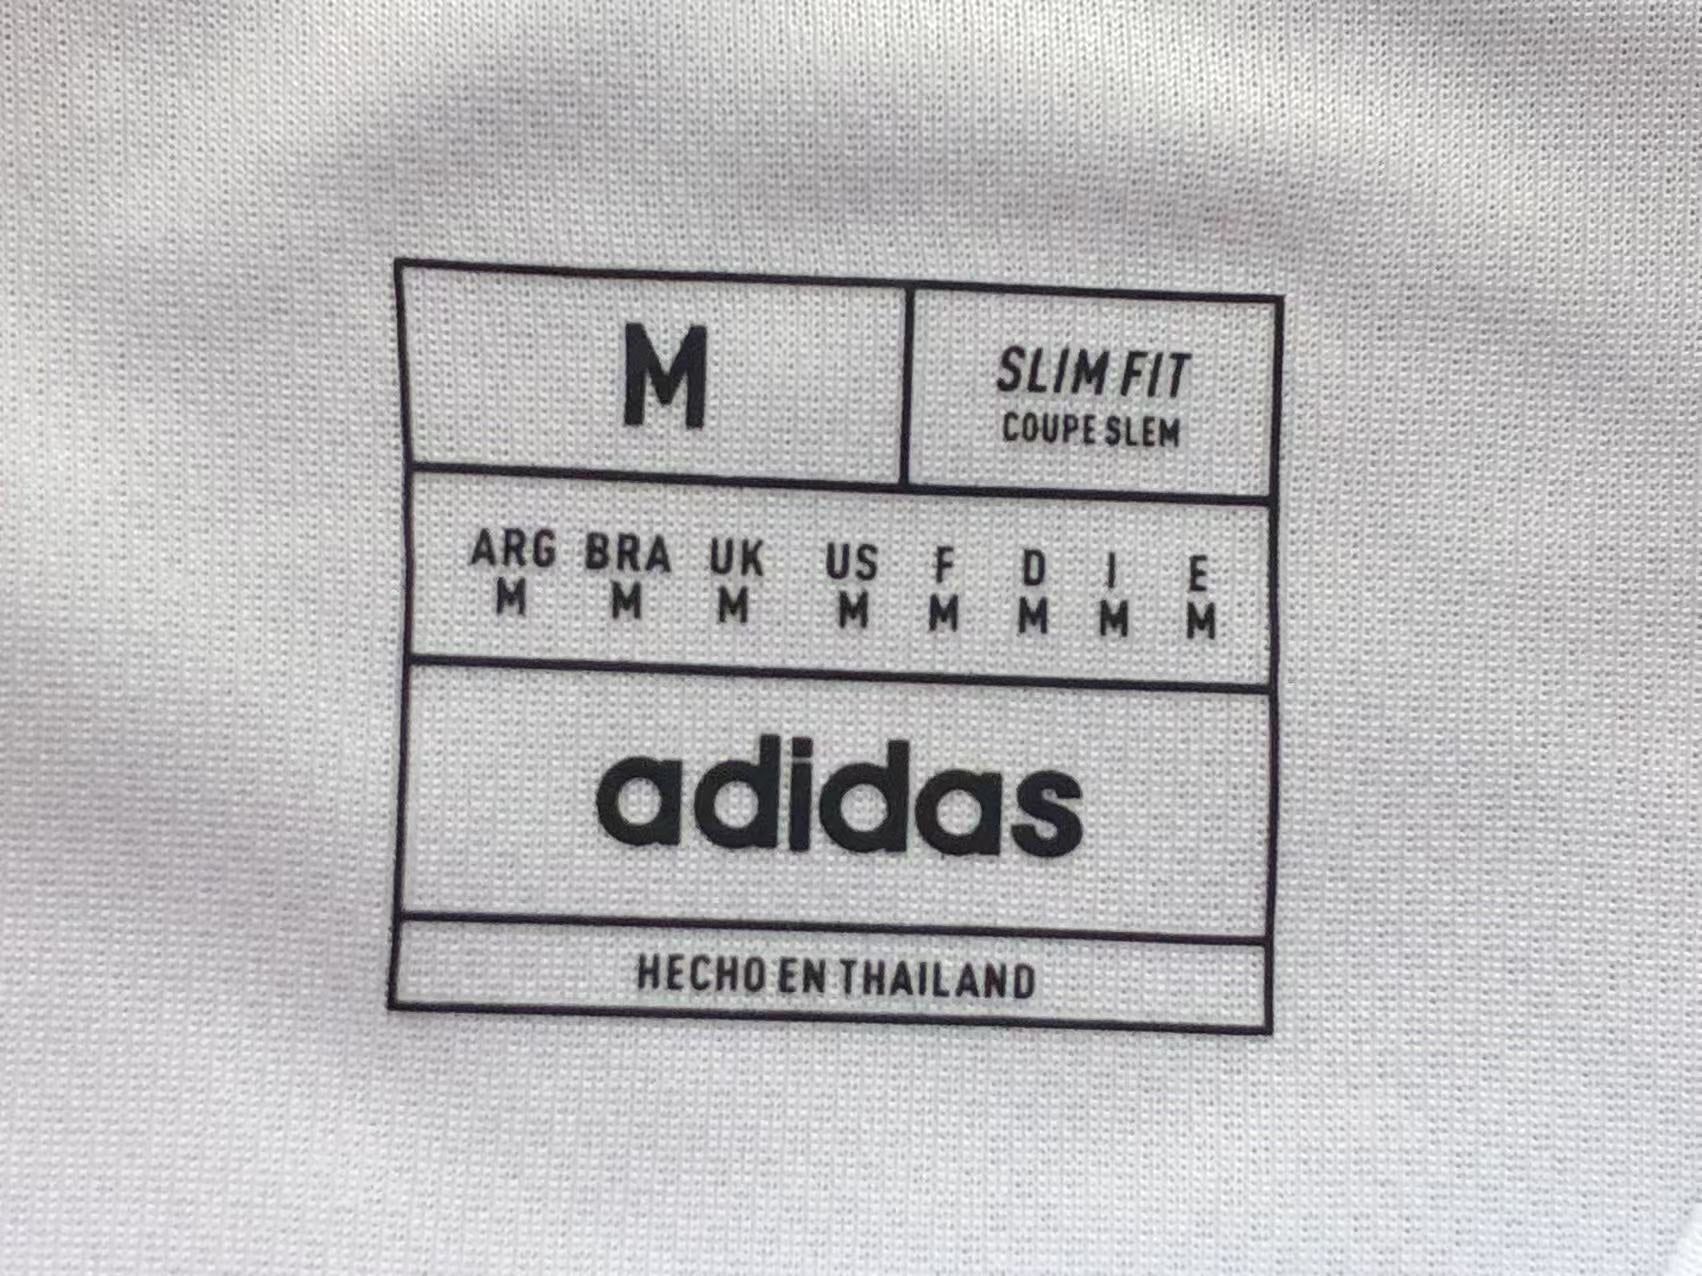 M
SLIM FIT
COUPE SLEM
ARG BRA UK US F D I E
M M M M M M M M
adidas
HECHO EN THAILAND